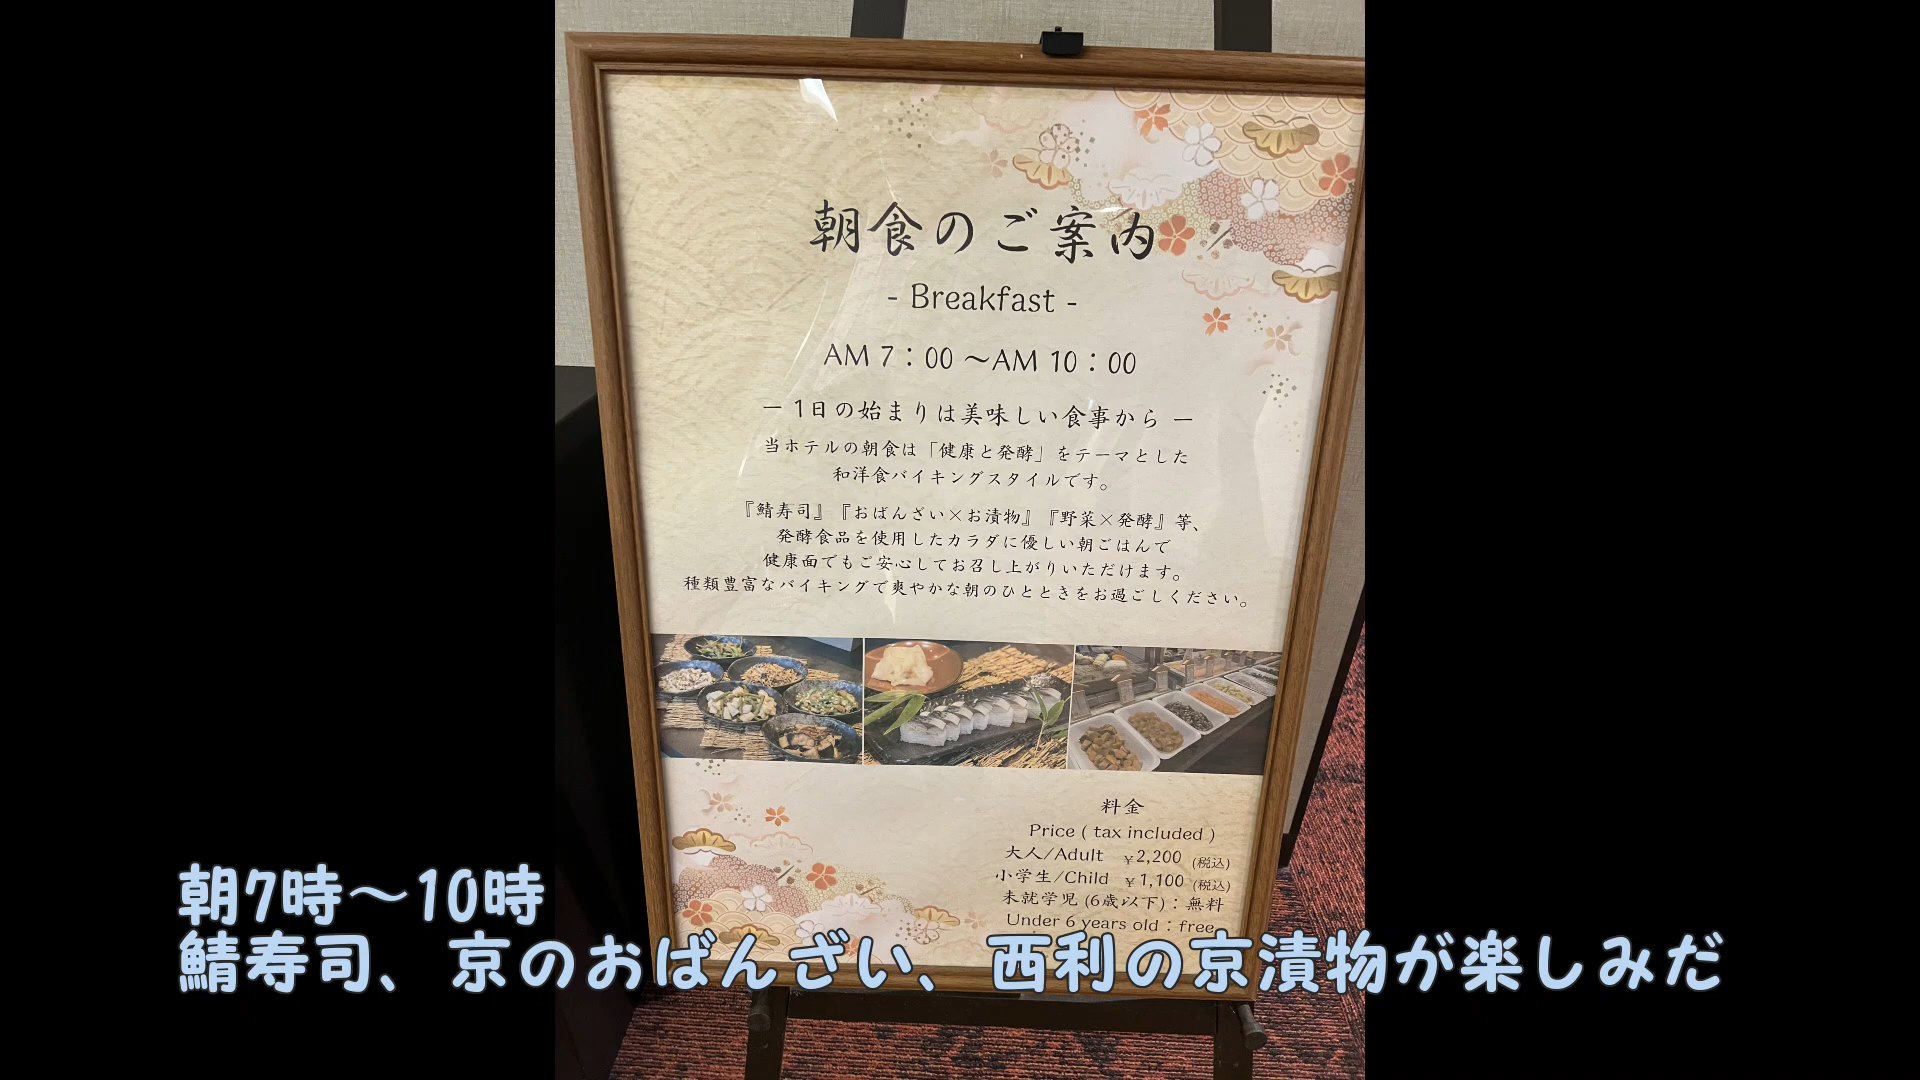 朝食のご案内
- Breakfast -
AM 7：00 ～AM 10：00
― 1日の始まりは美味しい食事から ―
当ホテルの朝食は「健康と発酵」をテーマとした
和洋食バイキングスタイルです。
『鯖寿司』『おばんざい×お漬物』『野菜×発酵』等、
発酵食品を使用したカラダに優しい朝ごはんで
健康面でもご安心してお召し上がりいただけます。
種類豊富なバイキングで爽やかな朝のひとときをお過ごしください。
料金
Price ( tax included )
大人/Adult ￥2,200 (税込)
小学生/Child ￥1,100 (税込)
未就学児 (6歳以下)：無料
Under 6 years old：free
朝7時～10時
鯖寿司、京のおばんざい、西利の京漬物が楽しみだ